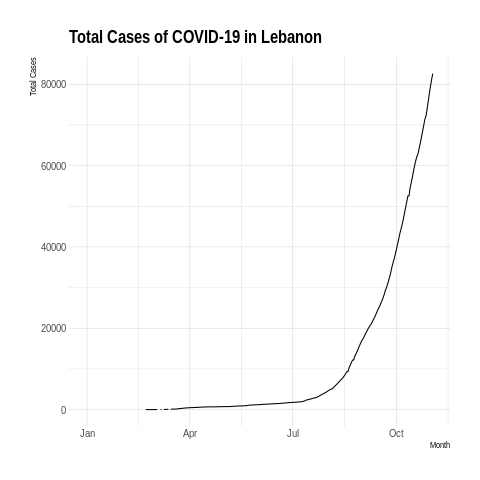 Total Cases of COVID-19 in Lebanon
Total Cases
80000
60000
40000
20000
0
Jan Apr Jul Oct
Month